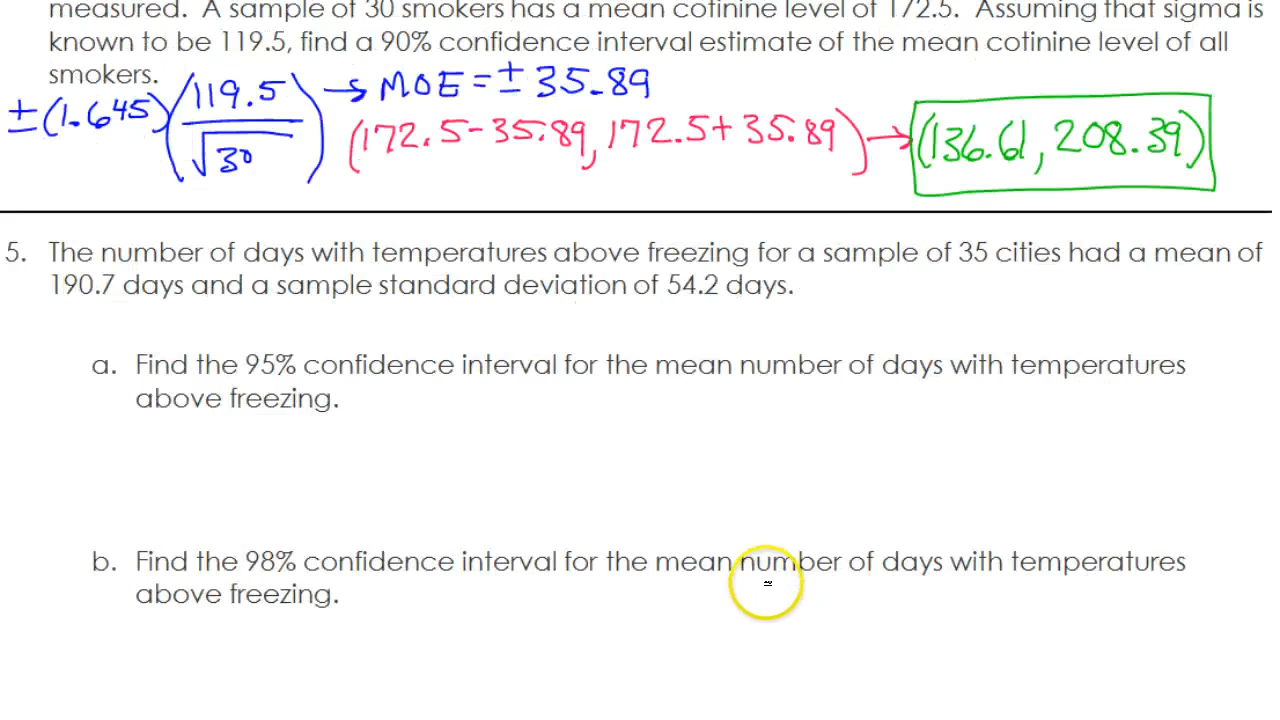 measured. A sample of 30 smokers has a mean cotinine level of 172.5. Assuming that sigma is
known to be 119.5, find a 90% confidence interval estimate of the mean cotinine level of all
smokers.
±(1.645)(119.5/√30) → MOE = ± 35.89
(172.5-35.89, 172.5+35.89) → (136.61, 208.39)
5. The number of days with temperatures above freezing for a sample of 35 cities had a mean of
190.7 days and a sample standard deviation of 54.2 days.
a. Find the 95% confidence interval for the mean number of days with temperatures
above freezing.
b. Find the 98% confidence interval for the mean number of days with temperatures
above freezing.